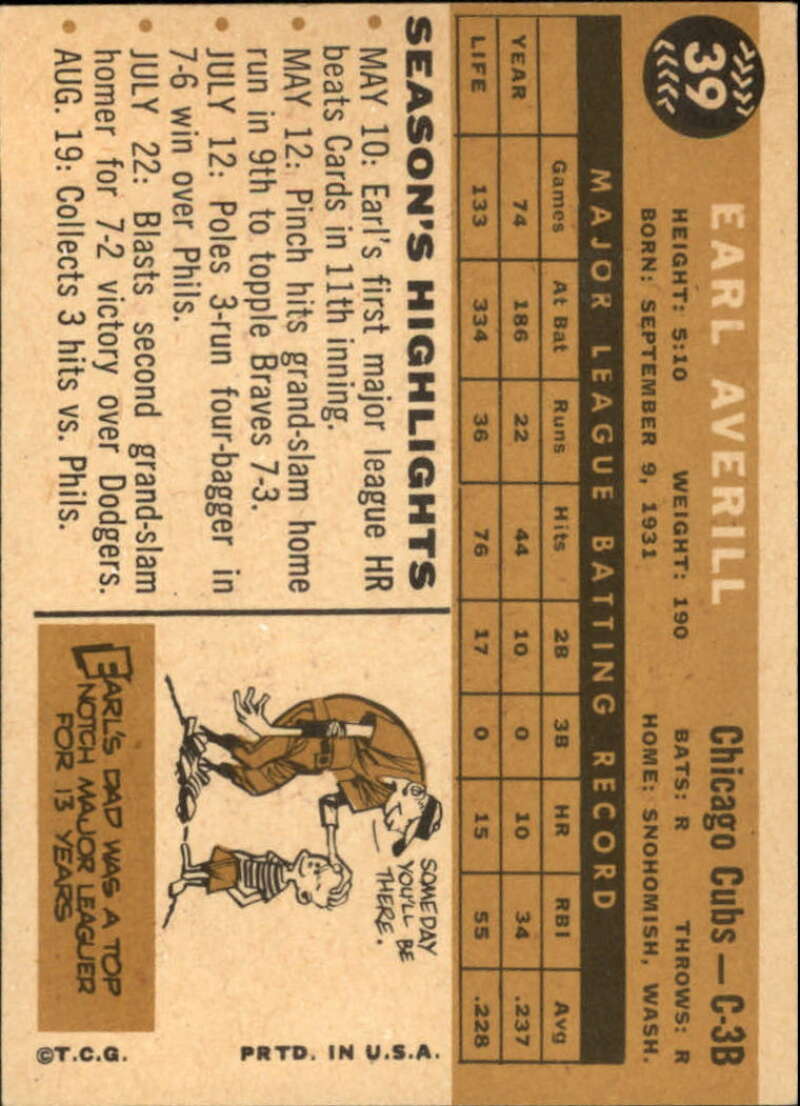 39
EARL AVERILL
Chicago Cubs — C-3B
HEIGHT: 5:10 WEIGHT: 190 BATS: R THROWS: R
BORN: SEPTEMBER 9, 1931 HOME: SNOHOMISH, WASH.
MAJOR LEAGUE BATTING RECORD
Games At Bat Runs Hits 2B 3B HR RBI Avg
YEAR 74 186 22 44 10 0 10 34 .237
LIFE 133 334 36 76 17 0 15 55 .228
SEASON'S HIGHLIGHTS
• MAY 10: Earl's first major league HR
beats Cards in 11th inning.
• MAY 12: Pinch hits grand-slam home
run in 9th to topple Braves 7-3.
• JULY 12: Poles 3-run four-bagger in
7-6 win over Phils.
• JULY 22: Blasts second grand-slam
homer for 7-2 victory over Dodgers.
• AUG. 19: Collects 3 hits vs. Phils.
SOMEDAY
YOU'LL BE
THERE.
EARL'S DAD WAS A TOP
NOTCH MAJOR LEAGUER
FOR 13 YEARS
PRTD. IN U.S.A.
©T.C.G.